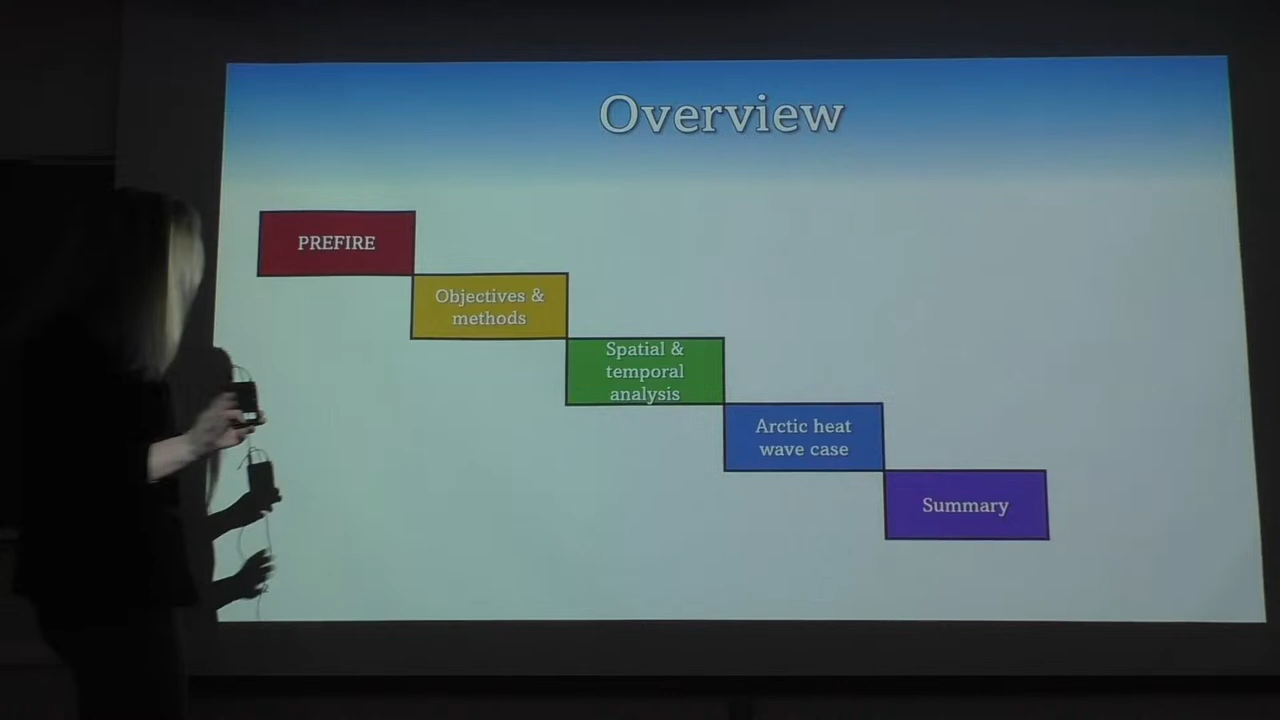 Overview
PREFIRE
Objectives &
methods
Spatial &
temporal
analysis
Arctic heat
wave case
Summary